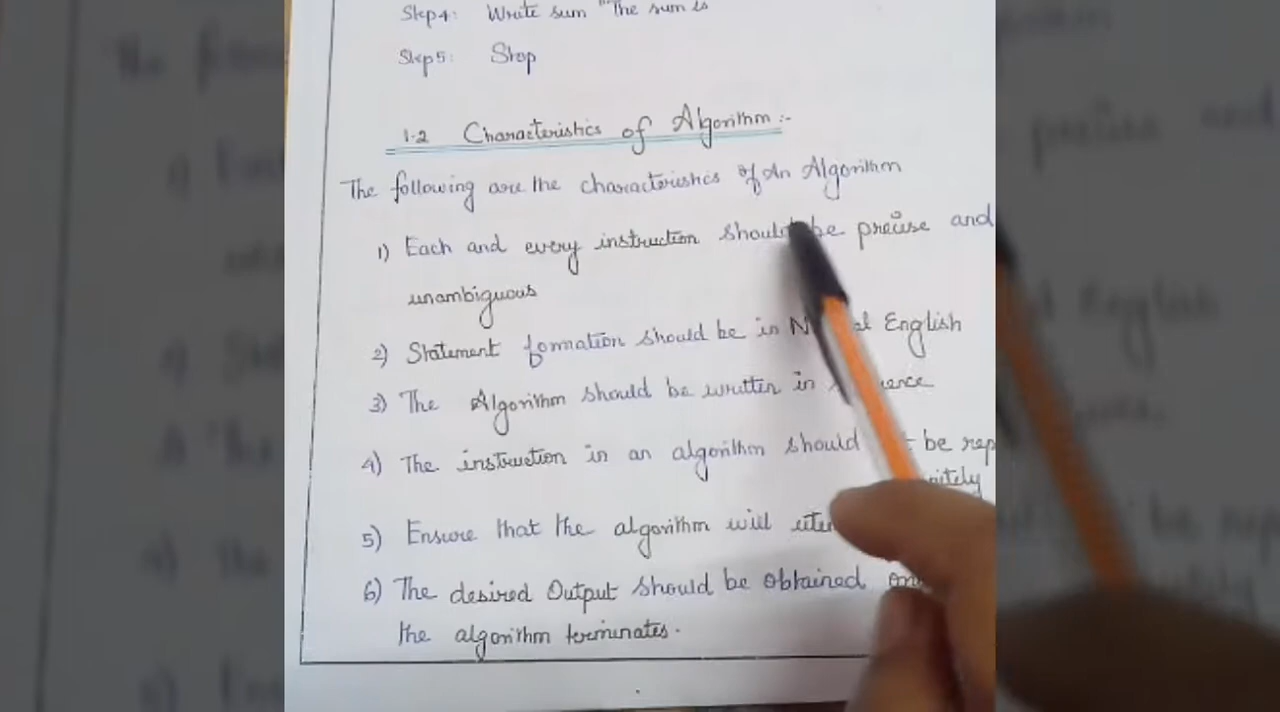 Step4: Write sum "The sum is
Step5: Stop
1.2 Characteristics of Algorithm :-
The following are the characteristics of An Algorithm
1) Each and every instruction should be precise and
unambiguous
2) Statement formation should be in English
3) The Algorithm should be written in
4) The instruction in an algorithm should be
5) Ensure that the algorithm will
6) The desired Output should be obtained
the algorithm terminates.